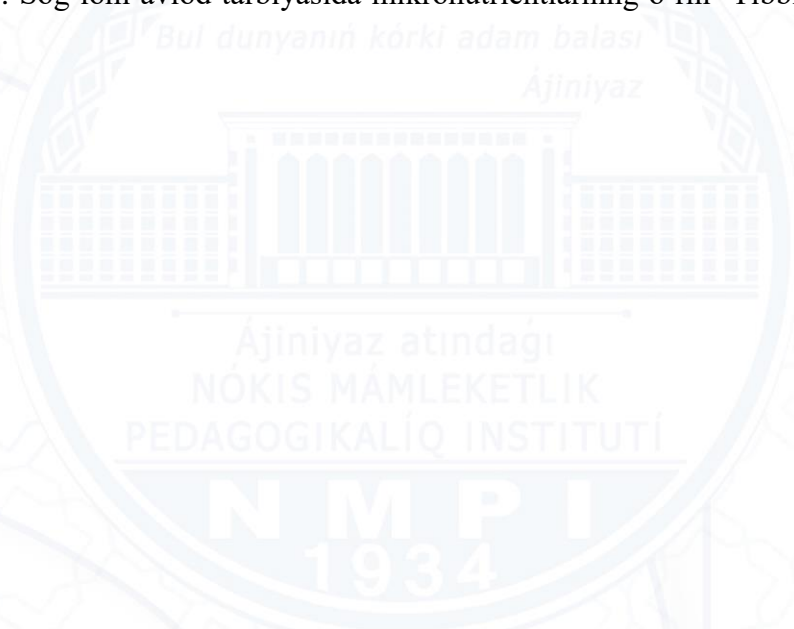 . Sog'lom avlod tarbiyasida mikronutrientlarning o'rni" Tibbi
Bul dunyanıń kórki adam balası
Ájiniyaz
Ájiniyaz atındaǵı
NÓKIS MÁMLEKETLIK
PEDAGOGIKALÍQ INSTITUTÍ
NMPI
1934